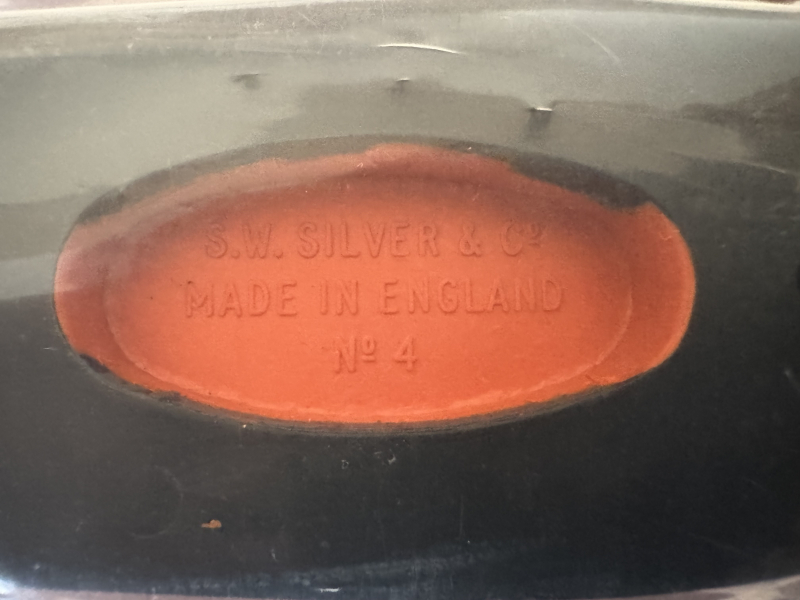 S.W. SILVER & Cº
MADE IN ENGLAND
Nº 4